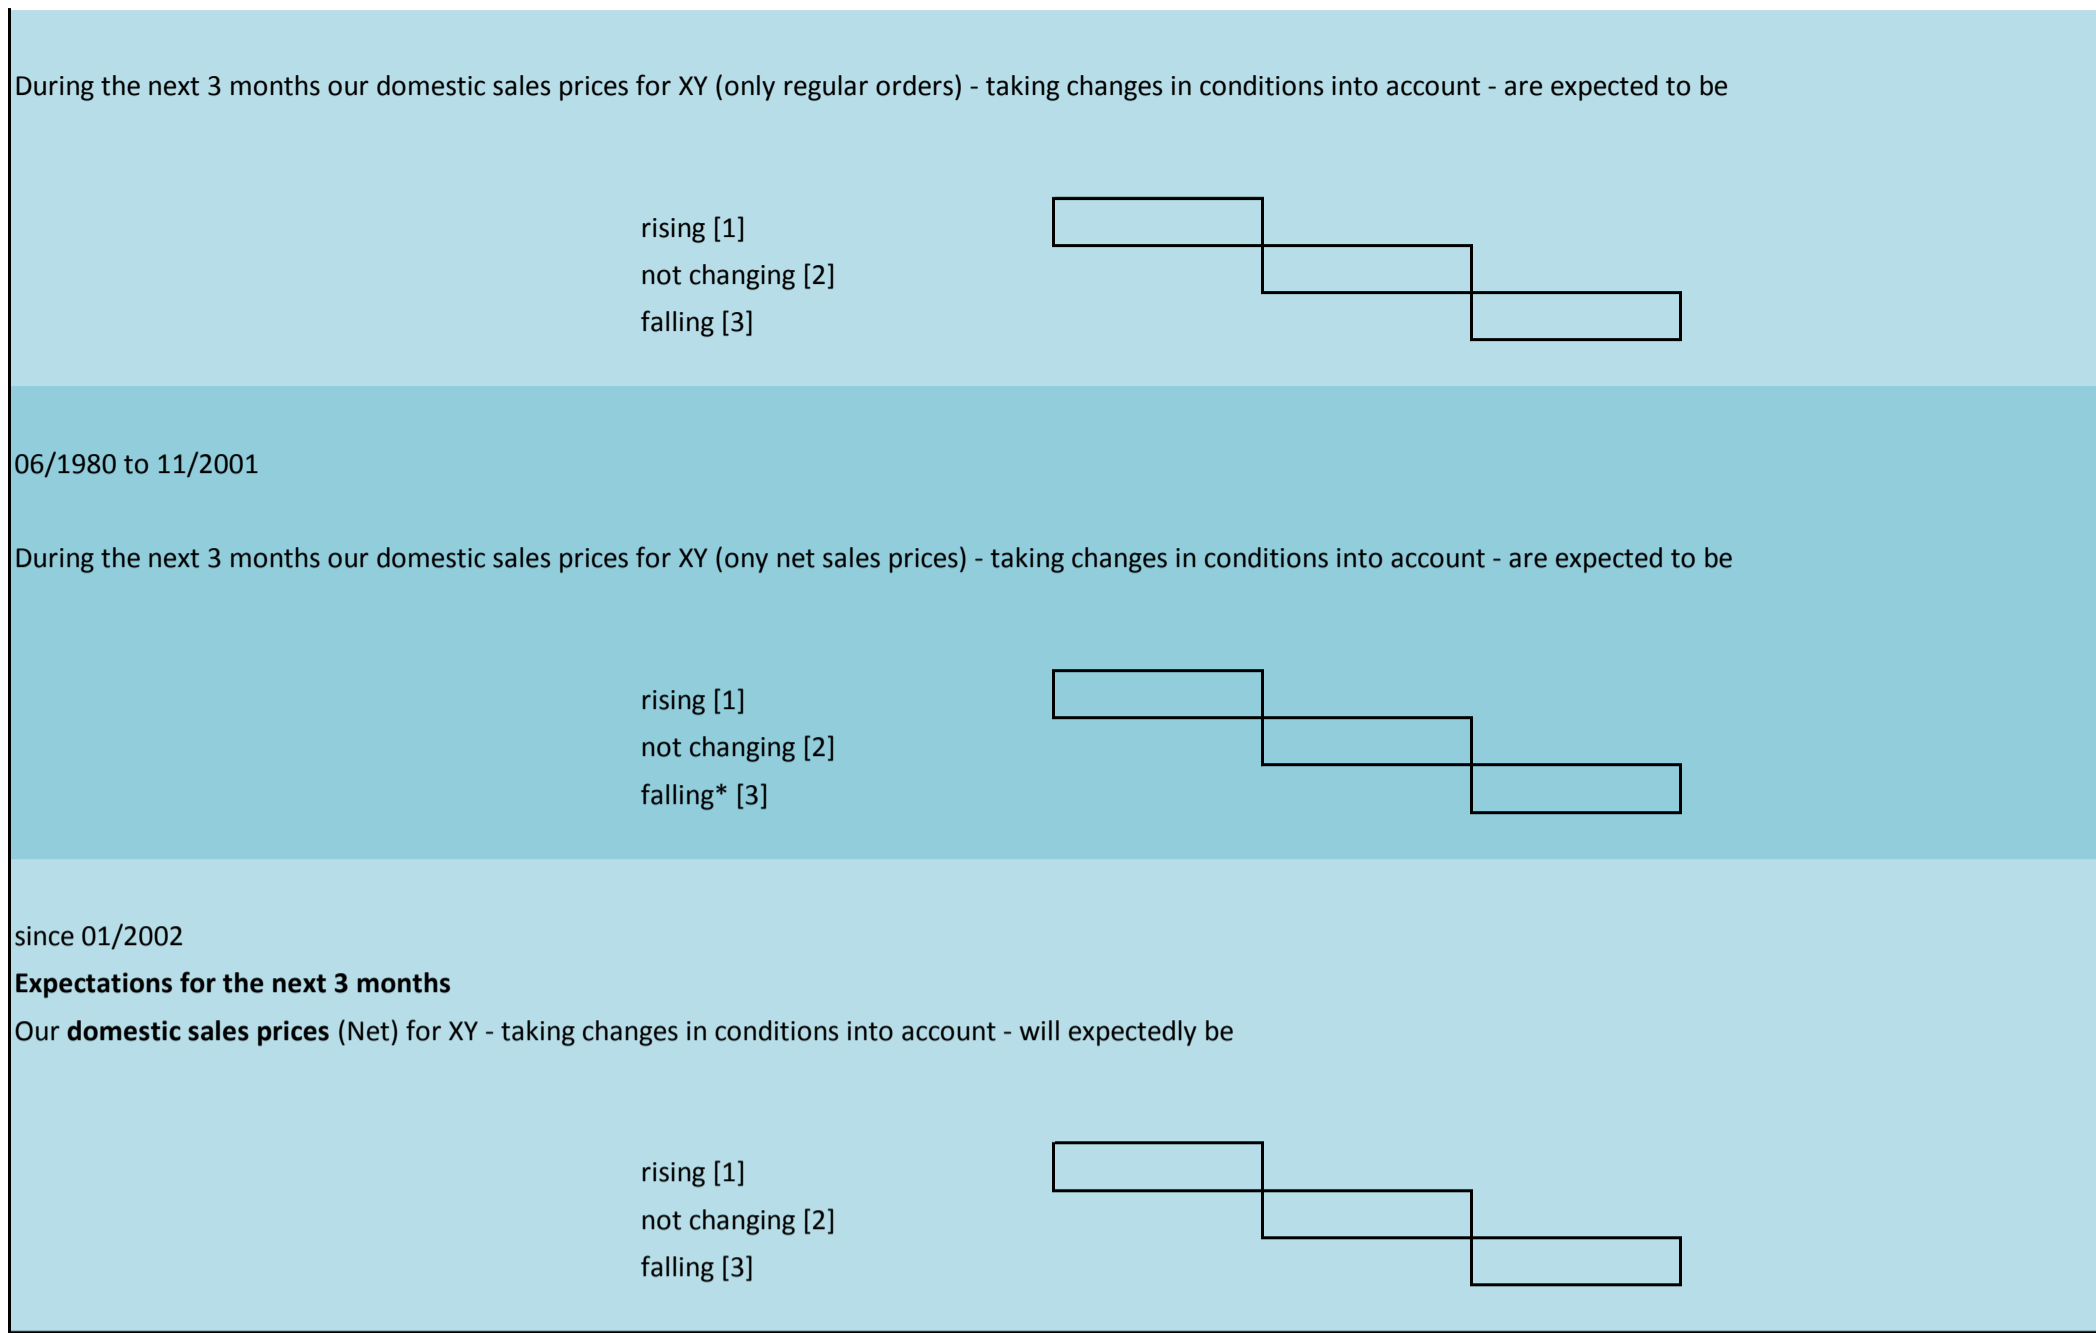 During the next 3 months our domestic sales prices for XY (only regular orders) - taking changes in conditions into account - are expected to be
rising [1]
not changing [2]
falling [3]
06/1980 to 11/2001
During the next 3 months our domestic sales prices for XY (ony net sales prices) - taking changes in conditions into account - are expected to be
rising [1]
not changing [2]
falling* [3]
since 01/2002
Expectations for the next 3 months
Our domestic sales prices (Net) for XY - taking changes in conditions into account - will expectedly be
rising [1]
not changing [2]
falling [3]